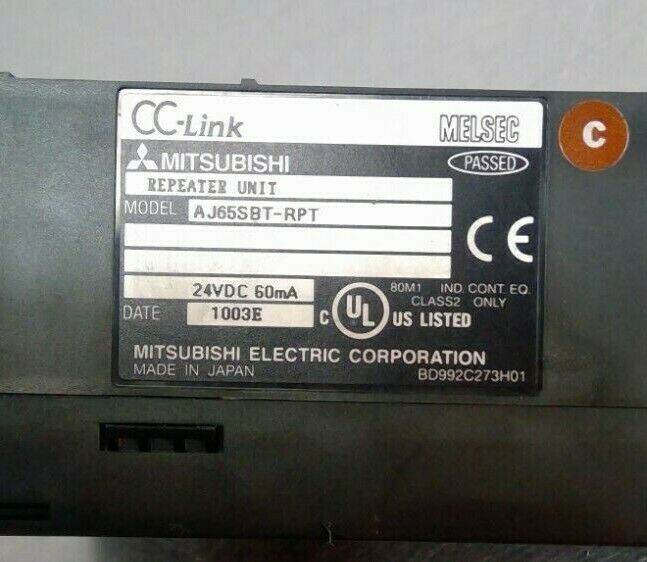 CC-Link MELSEC
C
MITSUBISHI PASSED
REPEATER UNIT
MODEL AJ65SBT-RPT
CE
24VDC 60mA
80M1 IND. CONT. EQ.
CLASS2 ONLY
DATE 1003E
C UL US LISTED
MITSUBISHI ELECTRIC CORPORATION
MADE IN JAPAN BD992C273H01